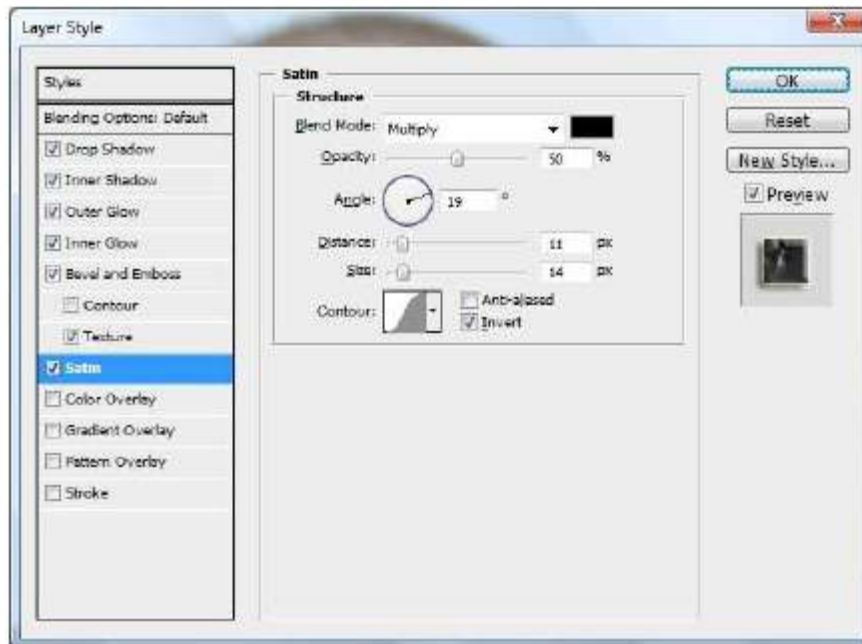 Layer Style
Styles
Blending Options: Default
Drop Shadow
Inner Shadow
Outer Glow
Inner Glow
Bevel and Emboss
Contour
Texture
Satin
Color Overlay
Gradient Overlay
Pattern Overlay
Stroke
Satin
Structure
Blend Mode: Multiply
Opacity: 50 %
Angle: 19 °
Distance: 11 px
Size: 14 px
Contour:
Anti-aliased
Invert
OK
Reset
New Style...
Preview